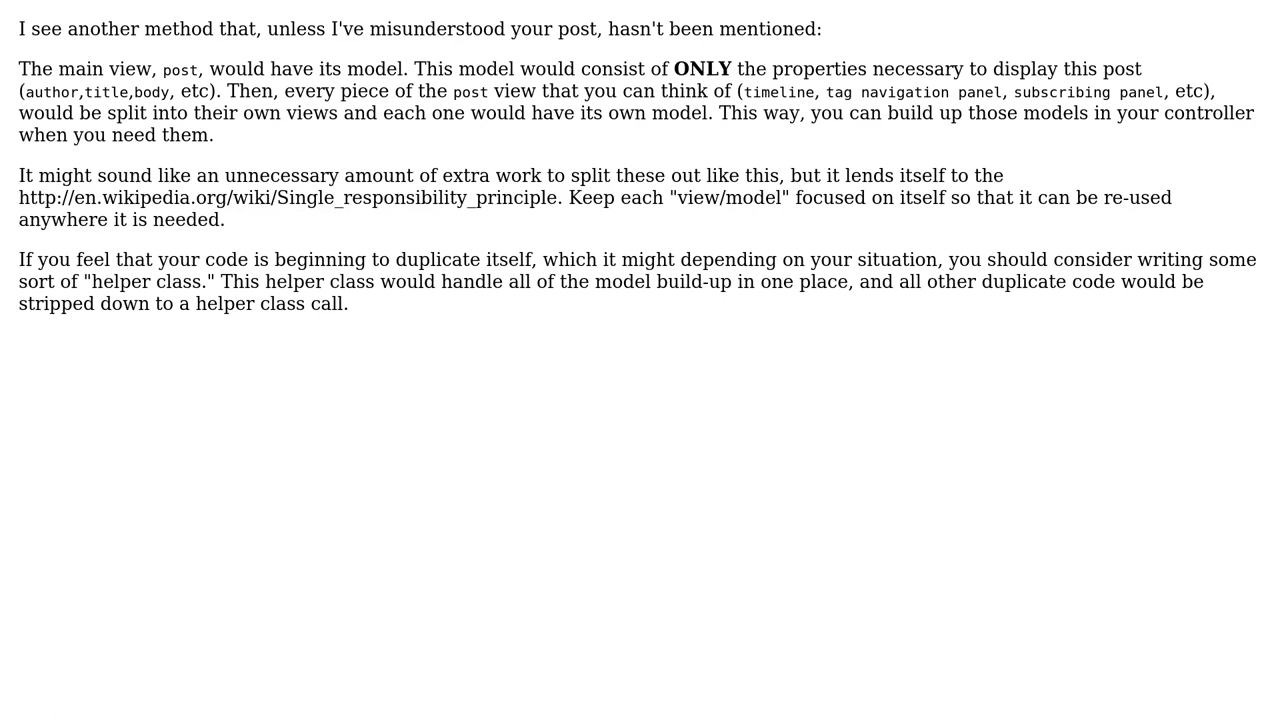 I see another method that, unless I've misunderstood your post, hasn't been mentioned:
The main view, post, would have its model. This model would consist of ONLY the properties necessary to display this post
(author,title,body, etc). Then, every piece of the post view that you can think of (timeline, tag navigation panel, subscribing panel, etc),
would be split into their own views and each one would have its own model. This way, you can build up those models in your controller
when you need them.
It might sound like an unnecessary amount of extra work to split these out like this, but it lends itself to the
http://en.wikipedia.org/wiki/Single_responsibility_principle. Keep each "view/model" focused on itself so that it can be re-used
anywhere it is needed.
If you feel that your code is beginning to duplicate itself, which it might depending on your situation, you should consider writing some
sort of "helper class." This helper class would handle all of the model build-up in one place, and all other duplicate code would be
stripped down to a helper class call.